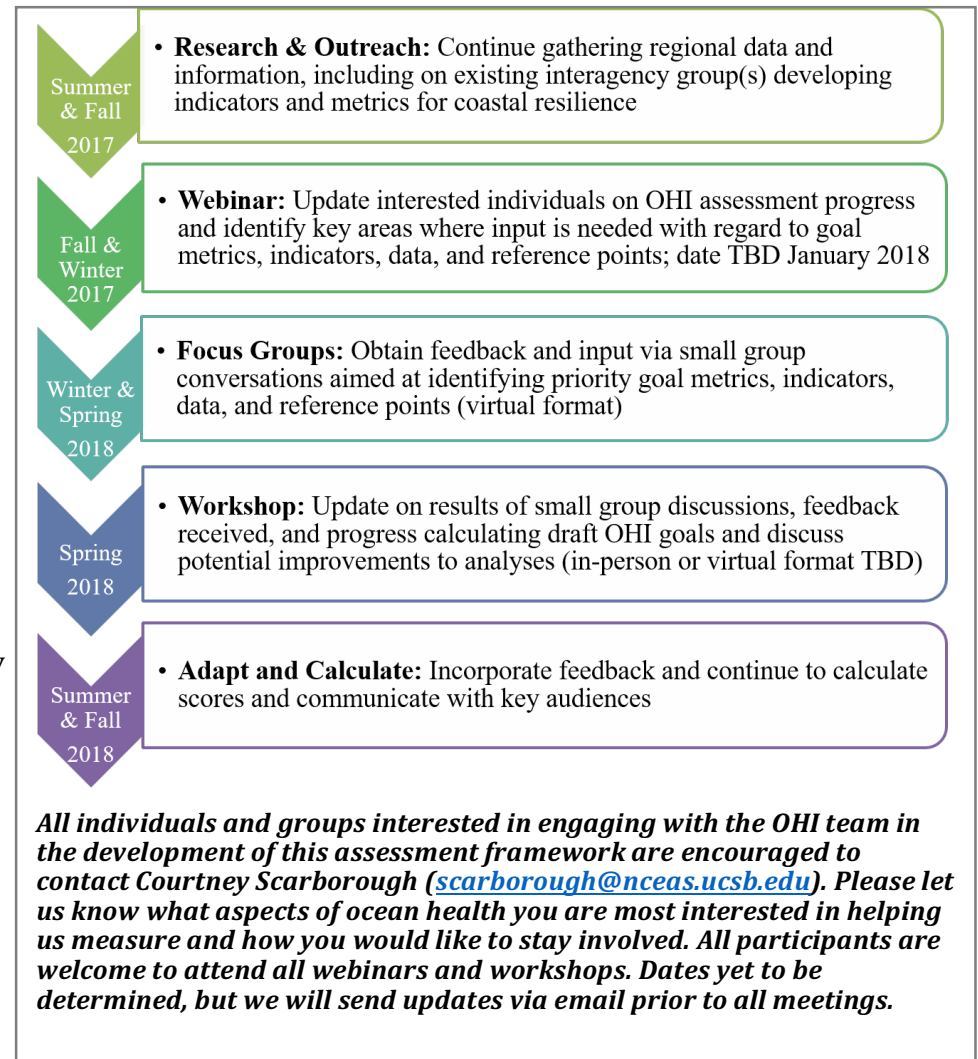 Summer
& Fall
2017
• Research & Outreach: Continue gathering regional data and
information, including on existing interagency group(s) developing
indicators and metrics for coastal resilience
Fall &
Winter
2017
• Webinar: Update interested individuals on OHI assessment progress
and identify key areas where input is needed with regard to goal
metrics, indicators, data, and reference points; date TBD January 2018
Winter &
Spring
2018
• Focus Groups: Obtain feedback and input via small group
conversations aimed at identifying priority goal metrics, indicators,
data, and reference points (virtual format)
Spring
2018
• Workshop: Update on results of small group discussions, feedback
received, and progress calculating draft OHI goals and discuss
potential improvements to analyses (in-person or virtual format TBD)
Summer
& Fall
2018
• Adapt and Calculate: Incorporate feedback and continue to calculate
scores and communicate with key audiences
All individuals and groups interested in engaging with the OHI team in
the development of this assessment framework are encouraged to
contact Courtney Scarborough (scarborough@nceas.ucsb.edu). Please let
us know what aspects of ocean health you are most interested in helping
us measure and how you would like to stay involved. All participants are
welcome to attend all webinars and workshops. Dates yet to be
determined, but we will send updates via email prior to all meetings.